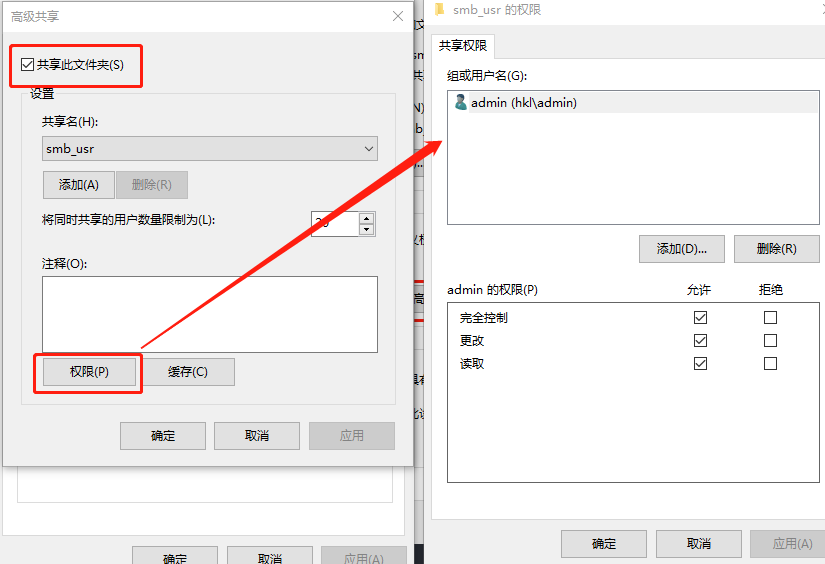 高级共享
共享此文件夹(S)
设置
共享名(H):
smb_usr
添加(A)
删除(R)
将同时共享的用户数量限制为(L):
注释(O):
权限(P)
缓存(C)
确定
取消
应用
确定
取消
应用(A)
smb_usr 的权限
共享权限
组或用户名(G):
admin (hkl\admin)
添加(D)...
删除(R)
admin 的权限(P)
允许
拒绝
完全控制
更改
读取
确定
取消
应用(A)